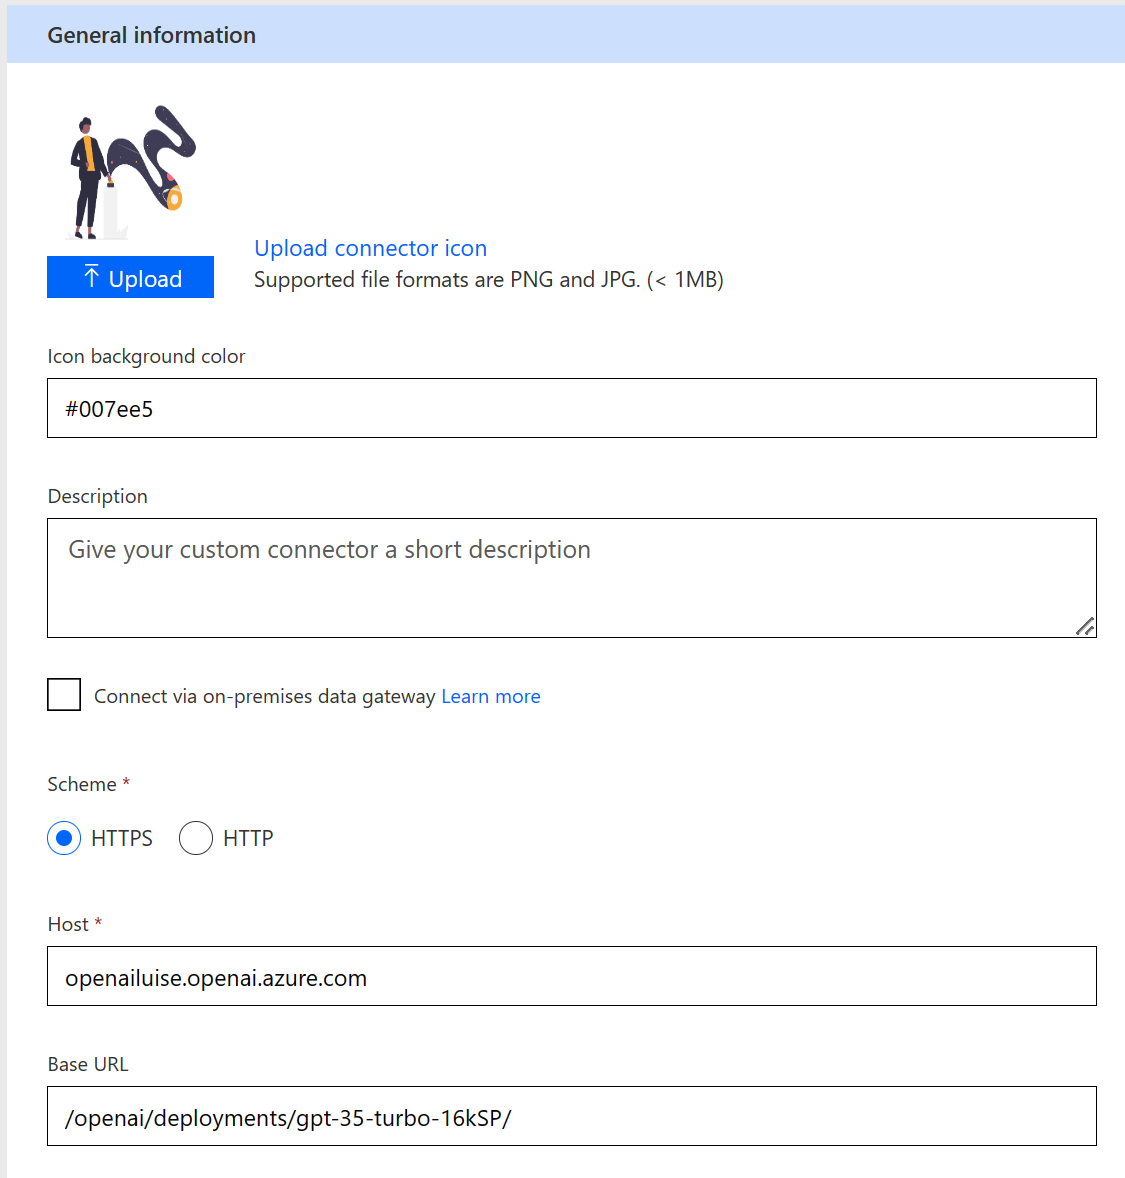 General information
Upload
Upload connector icon
Supported file formats are PNG and JPG. (< 1MB)
Icon background color
#007ee5
Description
Give your custom connector a short description
Connect via on-premises data gateway Learn more
Scheme *
HTTPS HTTP
Host *
openailuise.openai.azure.com
Base URL
/openai/deployments/gpt-35-turbo-16kSP/